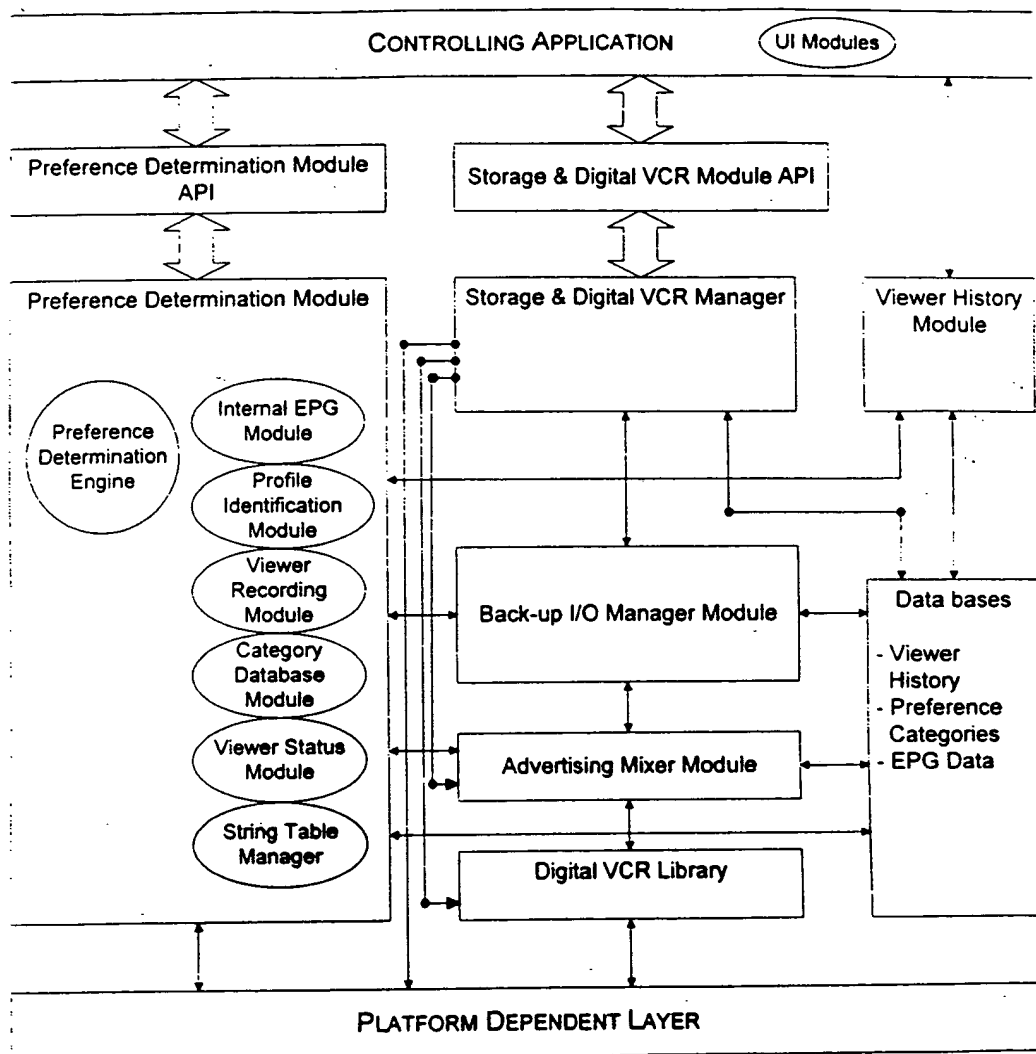 CONTROLLING APPLICATION
UI Modules
Preference Determination Module
API
Storage & Digital VCR Module API
Preference Determination Module
Storage & Digital VCR Manager
Viewer History
Module
Preference
Determination
Engine
Internal EPG
Module
Profile
Identification
Module
Viewer
Recording
Module
Category
Database
Module
Viewer Status
Module
String Table
Manager
Back-up I/O Manager Module
Advertising Mixer Module
Digital VCR Library
Data bases
- Viewer
History
- Preference
Categories
- EPG Data
PLATFORM DEPENDENT LAYER